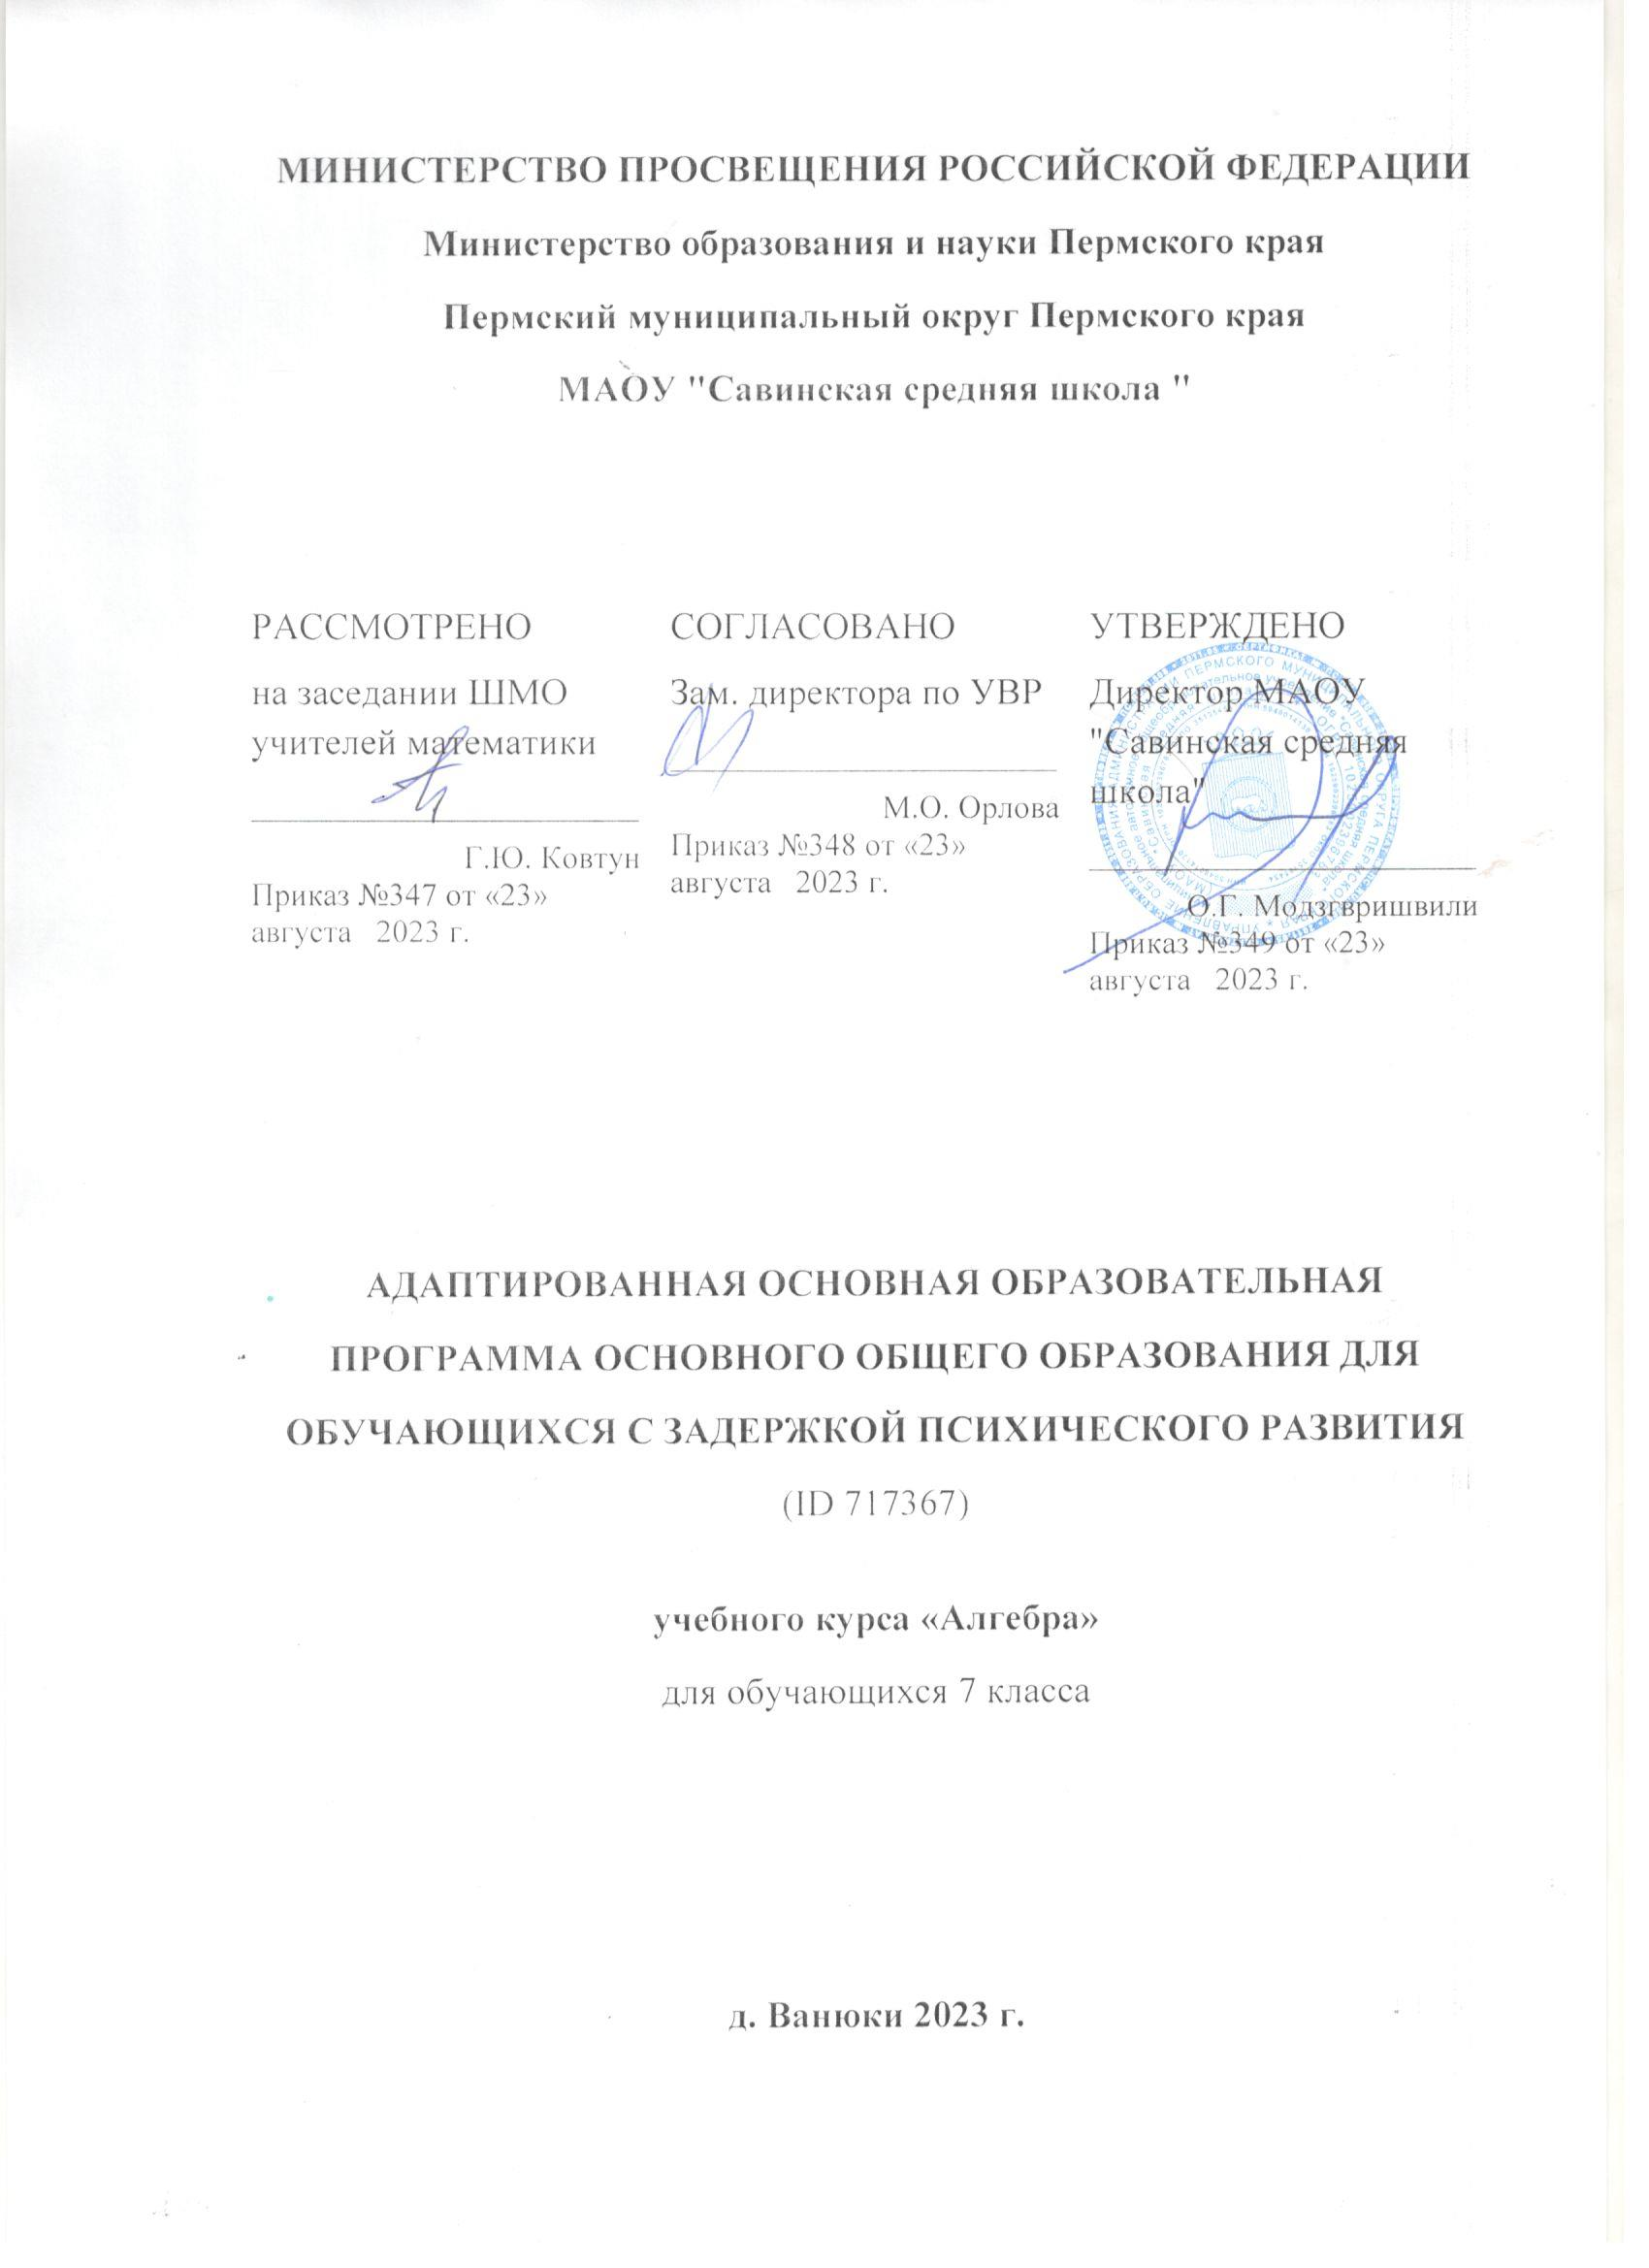 МИНИСТЕРСТВО ПРОСВЕЩЕНИЯ РОССИЙСКОЙ ФЕДЕРАЦИИ
Министерство образования и науки Пермского края
Пермский муниципальный округ Пермского края
МАОУ "Савинская средняя школа "
РАССМОТРЕНО
на заседании ШМО
учителей математики
Г.Ю. Ковтун
Приказ №347 от «23»
августа 2023 г.
СОГЛАСОВАНО
Зам. директора по УВР
М.О. Орлова
Приказ №348 от «23»
августа 2023 г.
УТВЕРЖДЕНО
Директор МАОУ
"Савинская средняя
школа"
О.Г. Модзгвришвили
Приказ №349 от «23»
августа 2023 г.
АДАПТИРОВАННАЯ ОСНОВНАЯ ОБРАЗОВАТЕЛЬНАЯ
ПРОГРАММА ОСНОВНОГО ОБЩЕГО ОБРАЗОВАНИЯ ДЛЯ
ОБУЧАЮЩИХСЯ С ЗАДЕРЖКОЙ ПСИХИЧЕСКОГО РАЗВИТИЯ
(ID 717367)
учебного курса «Алгебра»
для обучающихся 7 класса
д. Ванюки 2023 г.